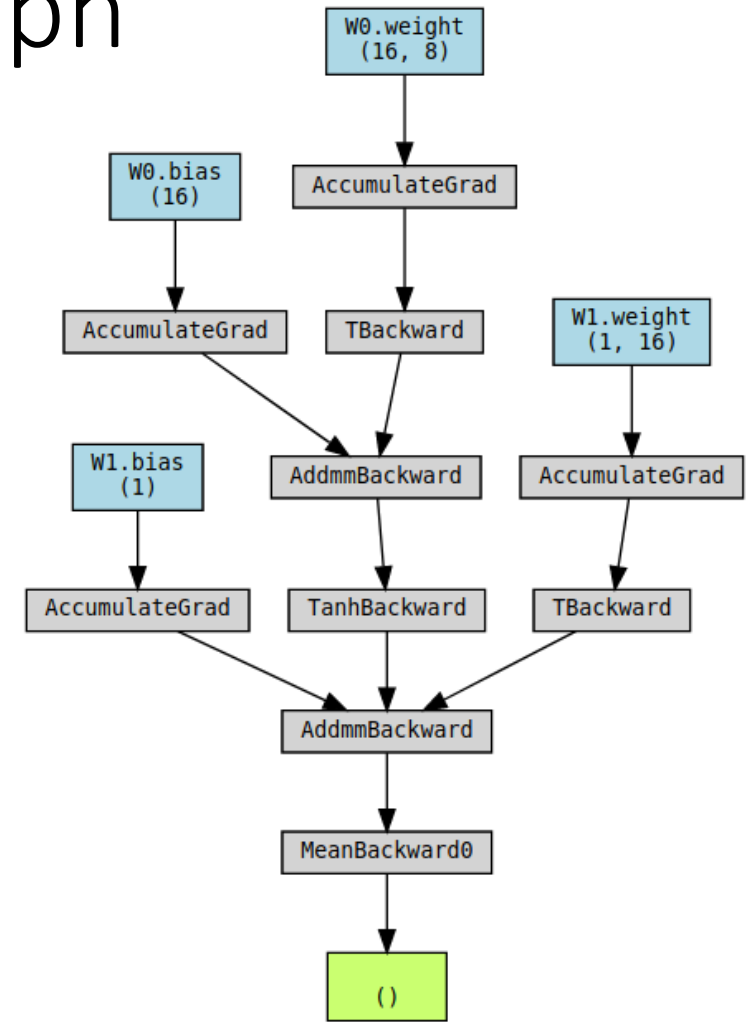 ph
W0.weight
(16, 8)
W0.bias
(16)
AccumulateGrad
AccumulateGrad
TBackward
W1.weight
(1, 16)
W1.bias
(1)
AddmmBackward
AccumulateGrad
AccumulateGrad
TanhBackward
TBackward
AddmmBackward
MeanBackward0
()